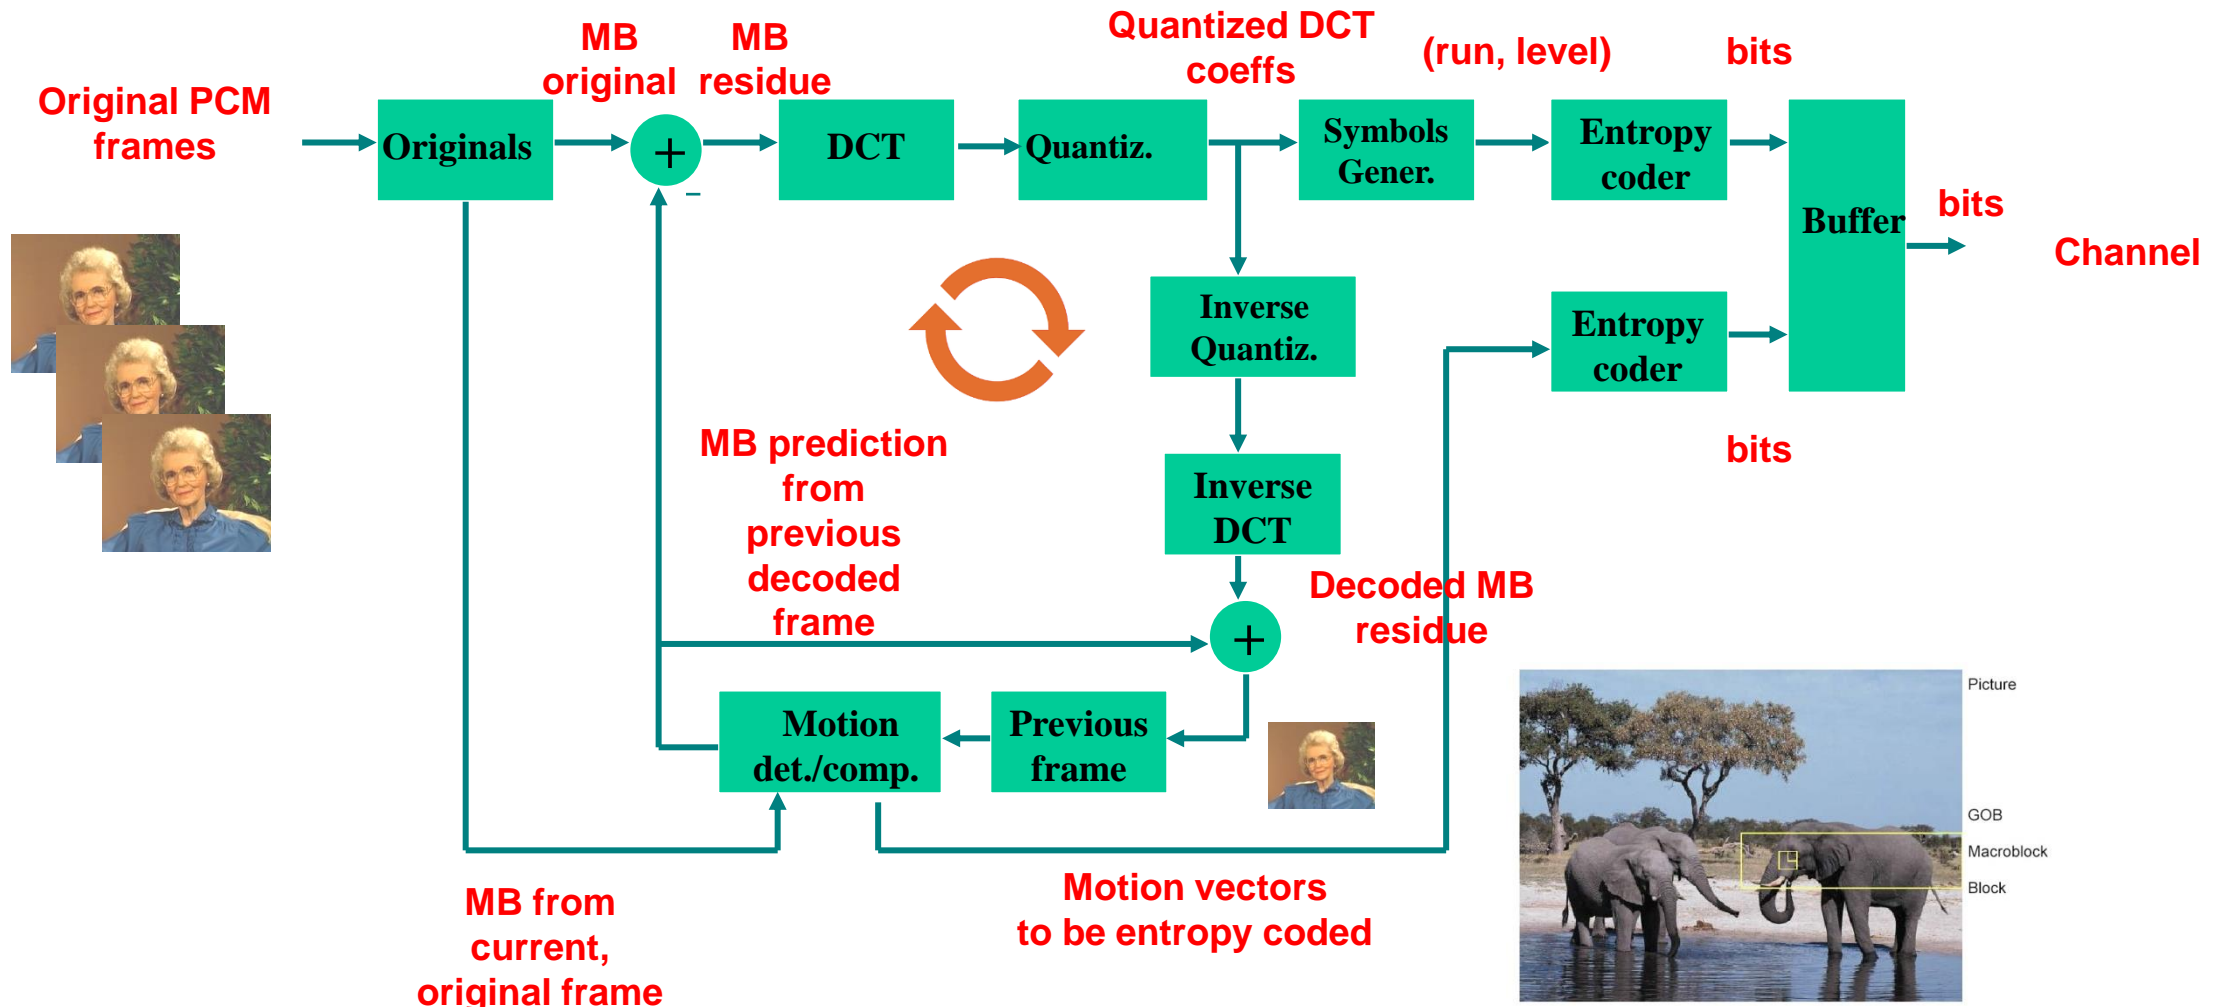 Original PCM
frames
MB
original
MB
residue
Quantized DCT
coeffs
(run, level)
bits
Originals
+
−
DCT
Quantiz.
Symbols
Gener.
Entropy
coder
Buffer
bits
Channel
Inverse
Quantiz.
Entropy
coder
bits
MB prediction
from
previous
decoded
frame
Inverse
DCT
Decoded MB
residue
+
Motion
det./comp.
Previous
frame
Picture
GOB
Macroblock
Block
MB from
current,
original frame
Motion vectors
to be entropy coded